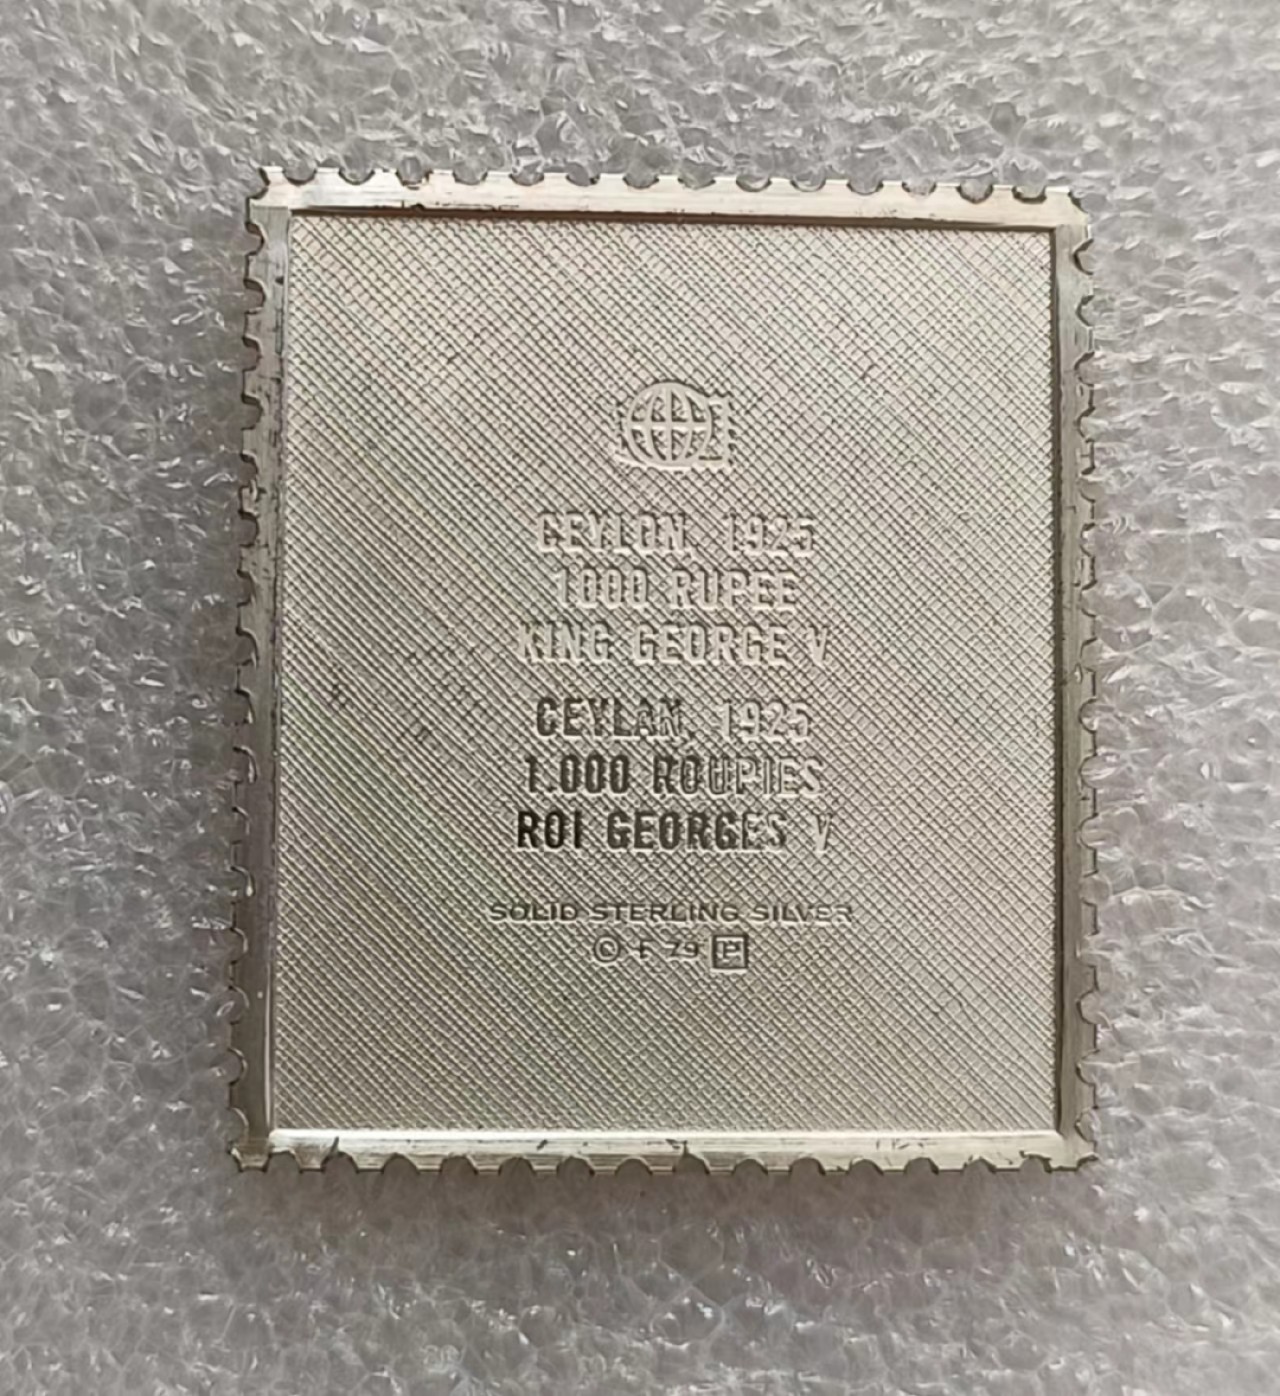 CEYLON, 1925
1000 RUPEE
KING GEORGE V
CEYLAN, 1925
1.000 ROUPIES
ROI GEORGES V
SOLID STERLING SILVER
© F 79 P